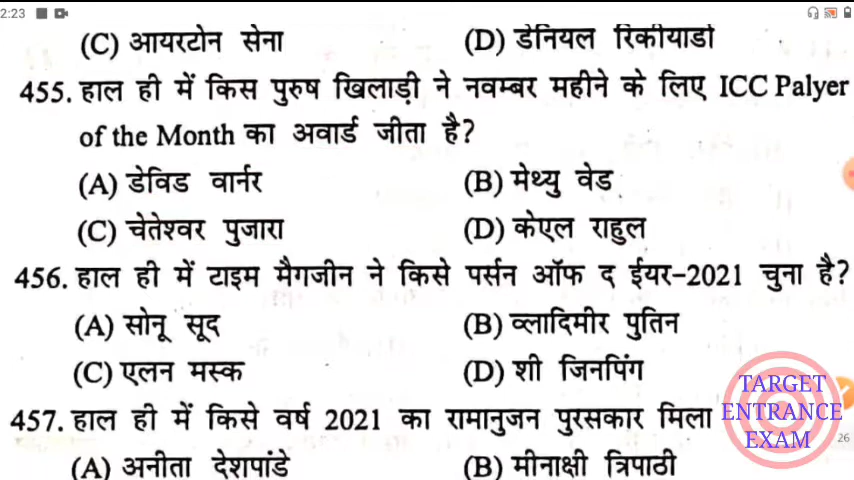 2:23
(C) आयरटोन सेना (D) डेनियल रिकीयार्डो
455. हाल ही में किस पुरुष खिलाड़ी ने नवम्बर महीने के लिए ICC Palyer
of the Month का अवार्ड जीता है?
(A) डेविड वार्नर (B) मेथ्यु वेड
(C) चेतेश्वर पुजारा (D) केएल राहुल
456. हाल ही में टाइम मैगजीन ने किसे पर्सन ऑफ द ईयर–2021 चुना है?
(A) सोनू सूद (B) व्लादिमीर पुतिन
(C) एलन मस्क (D) शी जिनपिंग
457. हाल ही में किसे वर्ष 2021 का रामानुजन पुरसकार मिला
(A) अनीता देशपांडे (B) मीनाक्षी त्रिपाठी
TARGET
ENTRANCE
EXAM
26